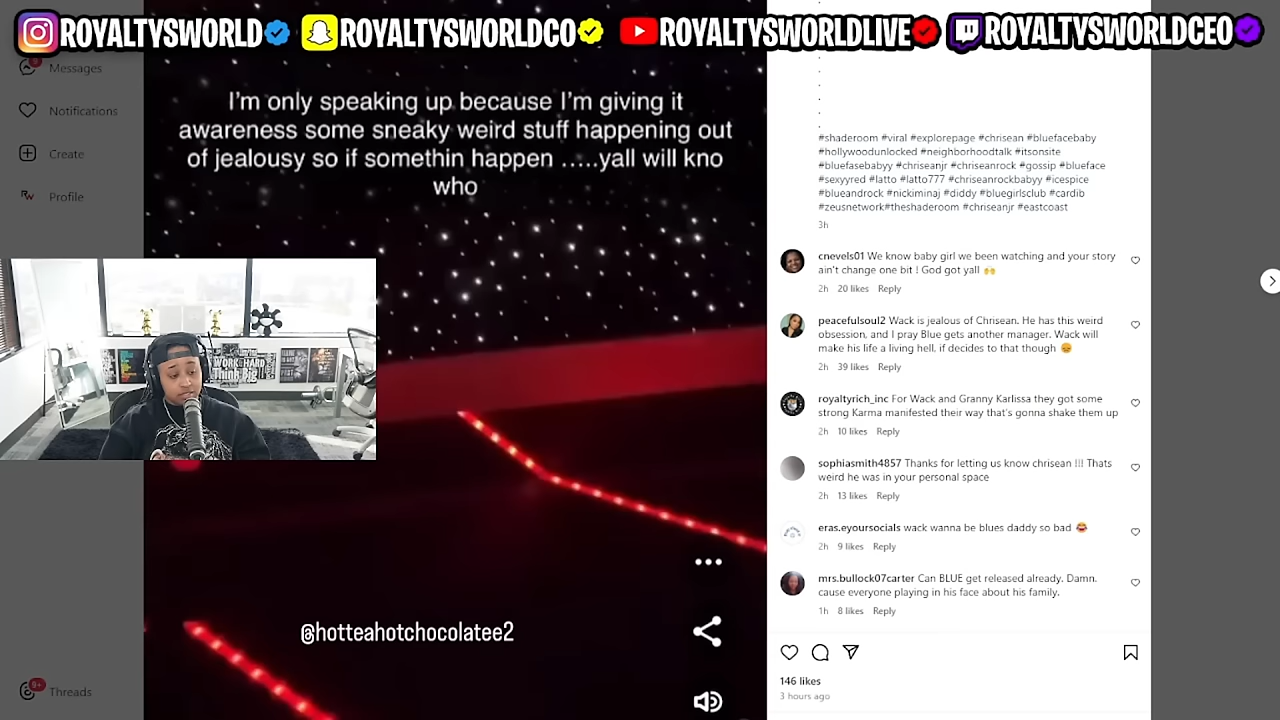 ROYALTYSWORLD ROYALTYSWORLDCO ROYALTYSWORLDLIVE ROYALTYSWORLDCEO
Messages
Notifications
Create
Profile
9+ Threads
I'm only speaking up because I'm giving it
awareness some sneaky weird stuff happening out
of jealousy so if somethin happen .....yall will kno
who
WORK HARD
Think Big
@hotteahotchocolatee2
.
.
.
.
.
#shaderoom #viral #explorepage #chrisean #bluefacebaby
#hollywoodunlocked #neighborhoodtalk #itsonsite
#bluefasebabyy #chriseanjr #chriseanrock #gossip #blueface
#sexyyred #latto #latto777 #chriseanrockbabyy #icespice
#blueandrock #nickiminaj #diddy #bluegirlsclub #cardib
#zeusnetwork#theshaderoom #chriseanjr #eastcoast
3h
cnevels01 We know baby girl we been watching and your story
ain't change one bit ! God got yall 🙌
2h 20 likes Reply
peacefulsoul2 Wack is jealous of Chrisean. He has this weird
obsession, and I pray Blue gets another manager. Wack will
make his life a living hell, if decides to that though 😞
2h 39 likes Reply
royaltyrich_inc For Wack and Granny Karlissa they got some
strong Karma manifested their way that's gonna shake them up
2h 10 likes Reply
sophiasmith4857 Thanks for letting us know chrisean !!! Thats
weird he was in your personal space
2h 13 likes Reply
eras.eyoursocials wack wanna be blues daddy so bad 😂
2h 9 likes Reply
mrs.bullock07carter Can BLUE get released already. Damn.
cause everyone playing in his face about his family.
1h 8 likes Reply
146 likes
3 hours ago